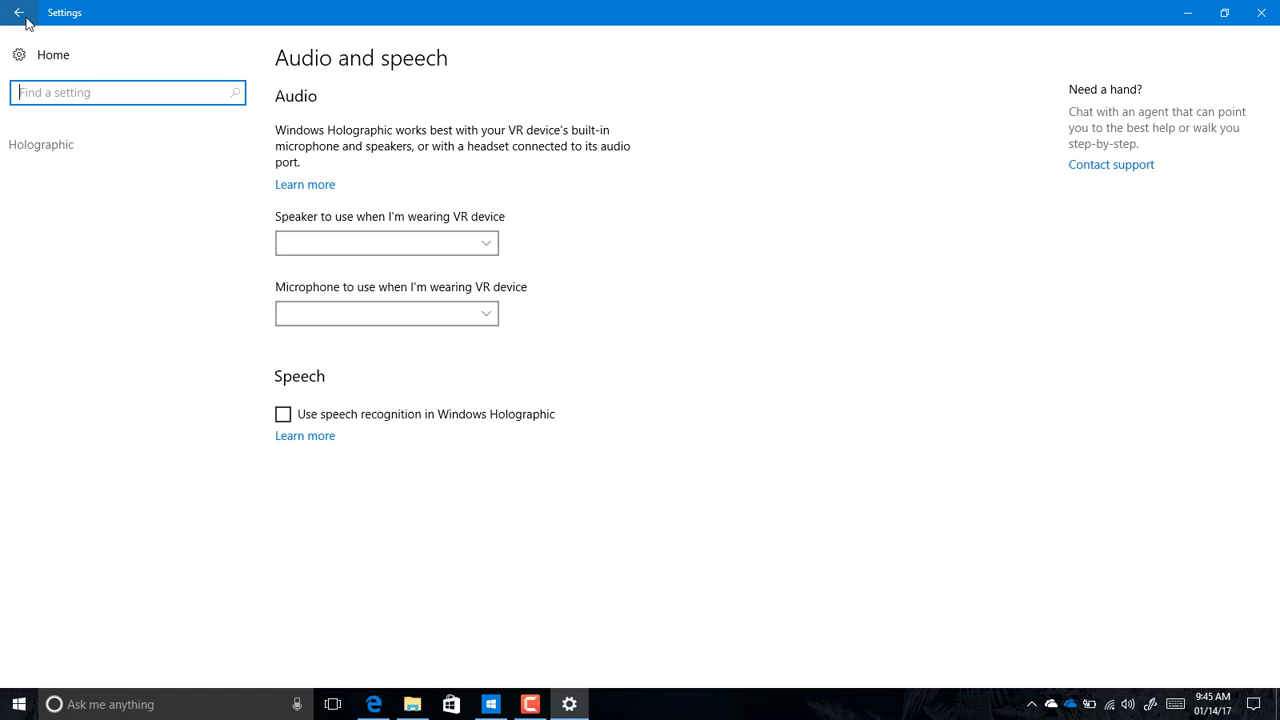 Settings
Home
Find a setting
Holographic
Audio and speech
Audio
Windows Holographic works best with your VR device's built-in
microphone and speakers, or with a headset connected to its audio
port.
Learn more
Speaker to use when I'm wearing VR device
Microphone to use when I'm wearing VR device
Speech
Use speech recognition in Windows Holographic
Learn more
Need a hand?
Chat with an agent that can point
you to the best help or walk you
step-by-step.
Contact support
Ask me anything
9:45 AM
01/14/17